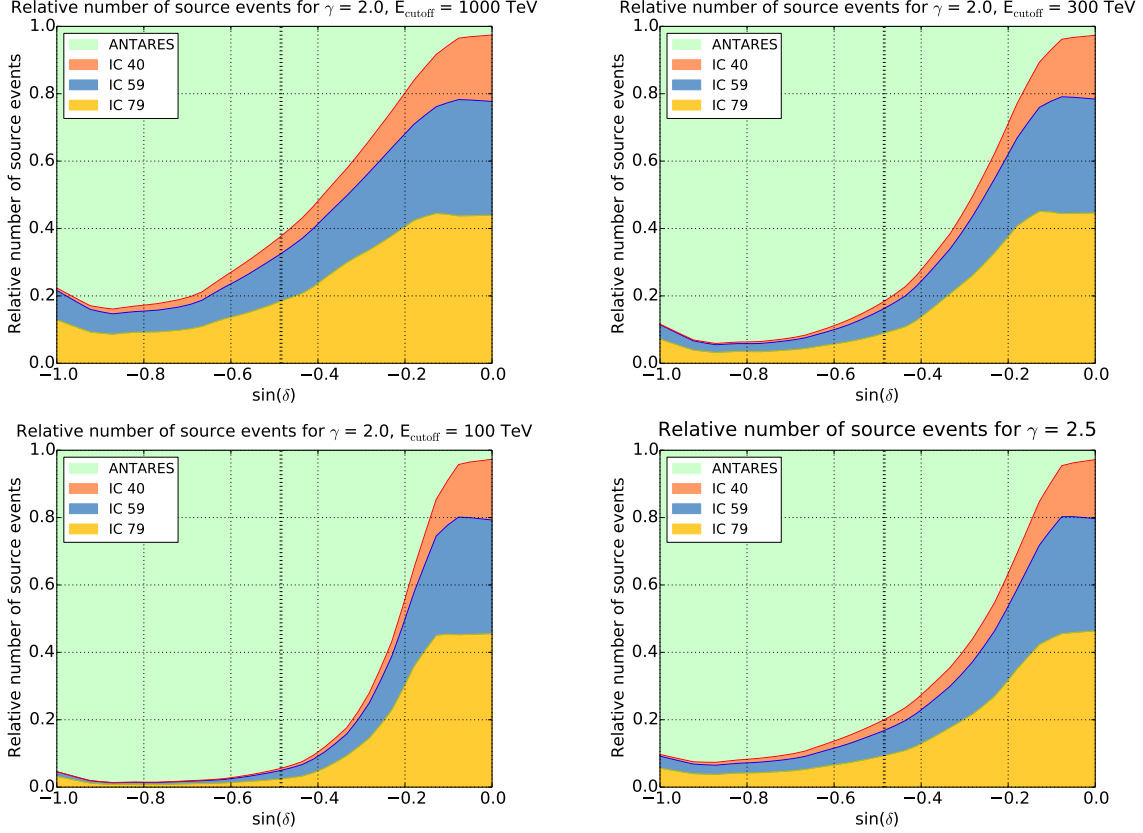 Relative number of source events for γ = 2.0, E_cutoff = 1000 TeV
Relative number of source events
1.0
0.8
0.6
0.4
0.2
0.0
ANTARES
IC 40
IC 59
IC 79
−1.0 −0.8 −0.6 −0.4 −0.2 0.0
sin(δ)
Relative number of source events for γ = 2.0, E_cutoff = 300 TeV
Relative number of source events
1.0
0.8
0.6
0.4
0.2
0.0
ANTARES
IC 40
IC 59
IC 79
−1.0 −0.8 −0.6 −0.4 −0.2 0.0
sin(δ)
Relative number of source events for γ = 2.0, E_cutoff = 100 TeV
Relative number of source events
1.0
0.8
0.6
0.4
0.2
0.0
ANTARES
IC 40
IC 59
IC 79
−1.0 −0.8 −0.6 −0.4 −0.2 0.0
sin(δ)
Relative number of source events for γ = 2.5
Relative number of source events
1.0
0.8
0.6
0.4
0.2
0.0
ANTARES
IC 40
IC 59
IC 79
−1.0 −0.8 −0.6 −0.4 −0.2 0.0
sin(δ)